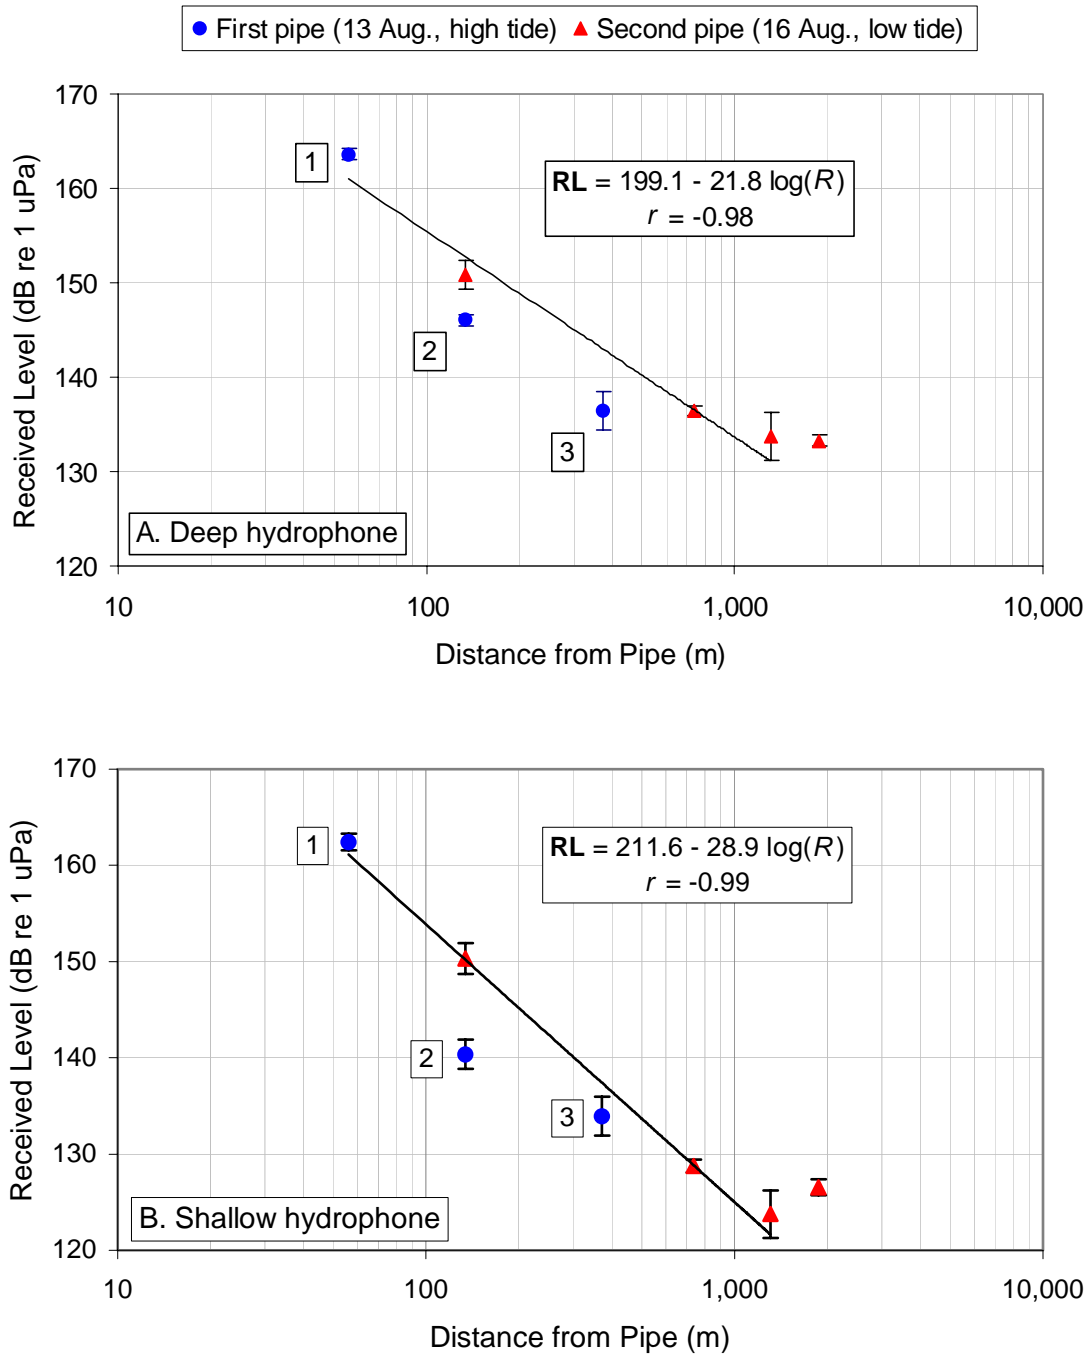 First pipe (13 Aug., high tide) Second pipe (16 Aug., low tide)
170
160
150
140
130
120
Received Level (dB re 1 uPa)
1
2
3
RL = 199.1 - 21.8 log(R)
r = -0.98
A. Deep hydrophone
10 100 1,000 10,000
Distance from Pipe (m)
170
160
150
140
130
120
Received Level (dB re 1 uPa)
1
2
3
RL = 211.6 - 28.9 log(R)
r = -0.99
B. Shallow hydrophone
10 100 1,000 10,000
Distance from Pipe (m)